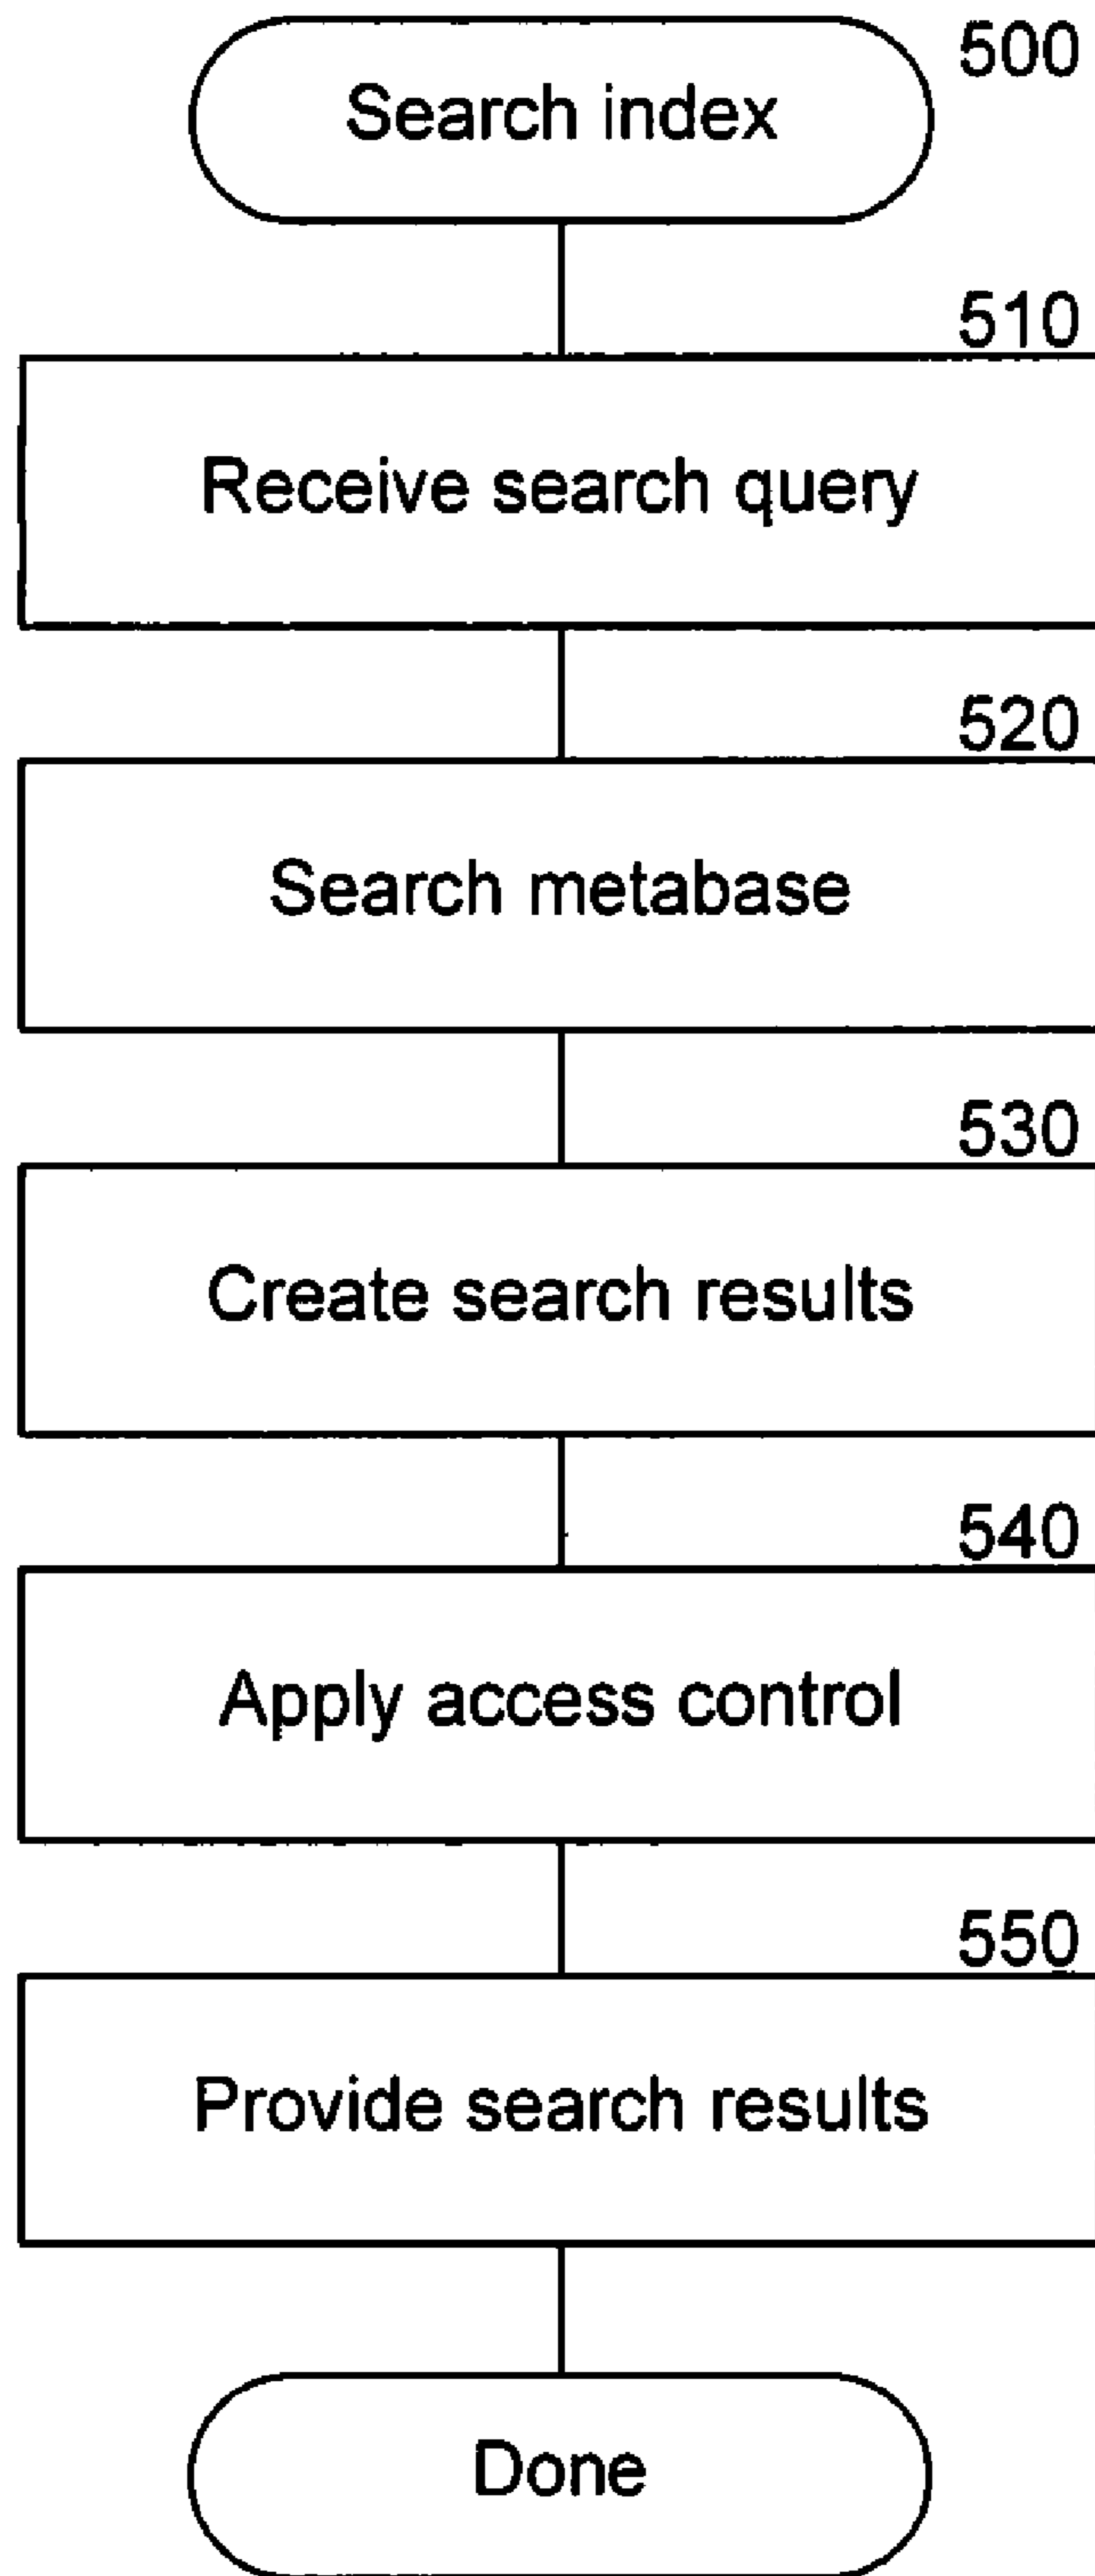 500
Search index
510
Receive search query
520
Search metabase
530
Create search results
540
Apply access control
550
Provide search results
Done